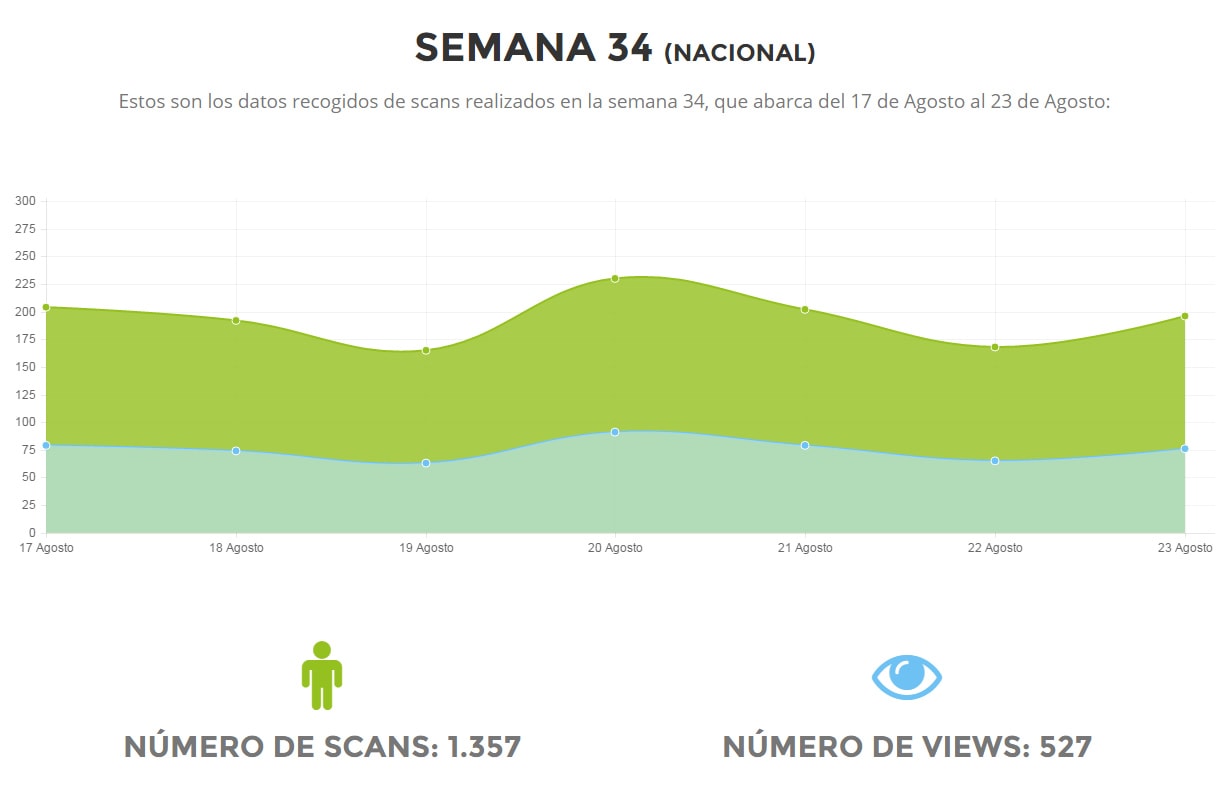 SEMANA 34 (NACIONAL)
Estos son los datos recogidos de scans realizados en la semana 34, que abarca del 17 de Agosto al 23 de Agosto:
300
275
250
225
200
175
150
125
100
75
50
25
0
17 Agosto 18 Agosto 19 Agosto 20 Agosto 21 Agosto 22 Agosto 23 Agosto
NÚMERO DE SCANS: 1.357
NÚMERO DE VIEWS: 527